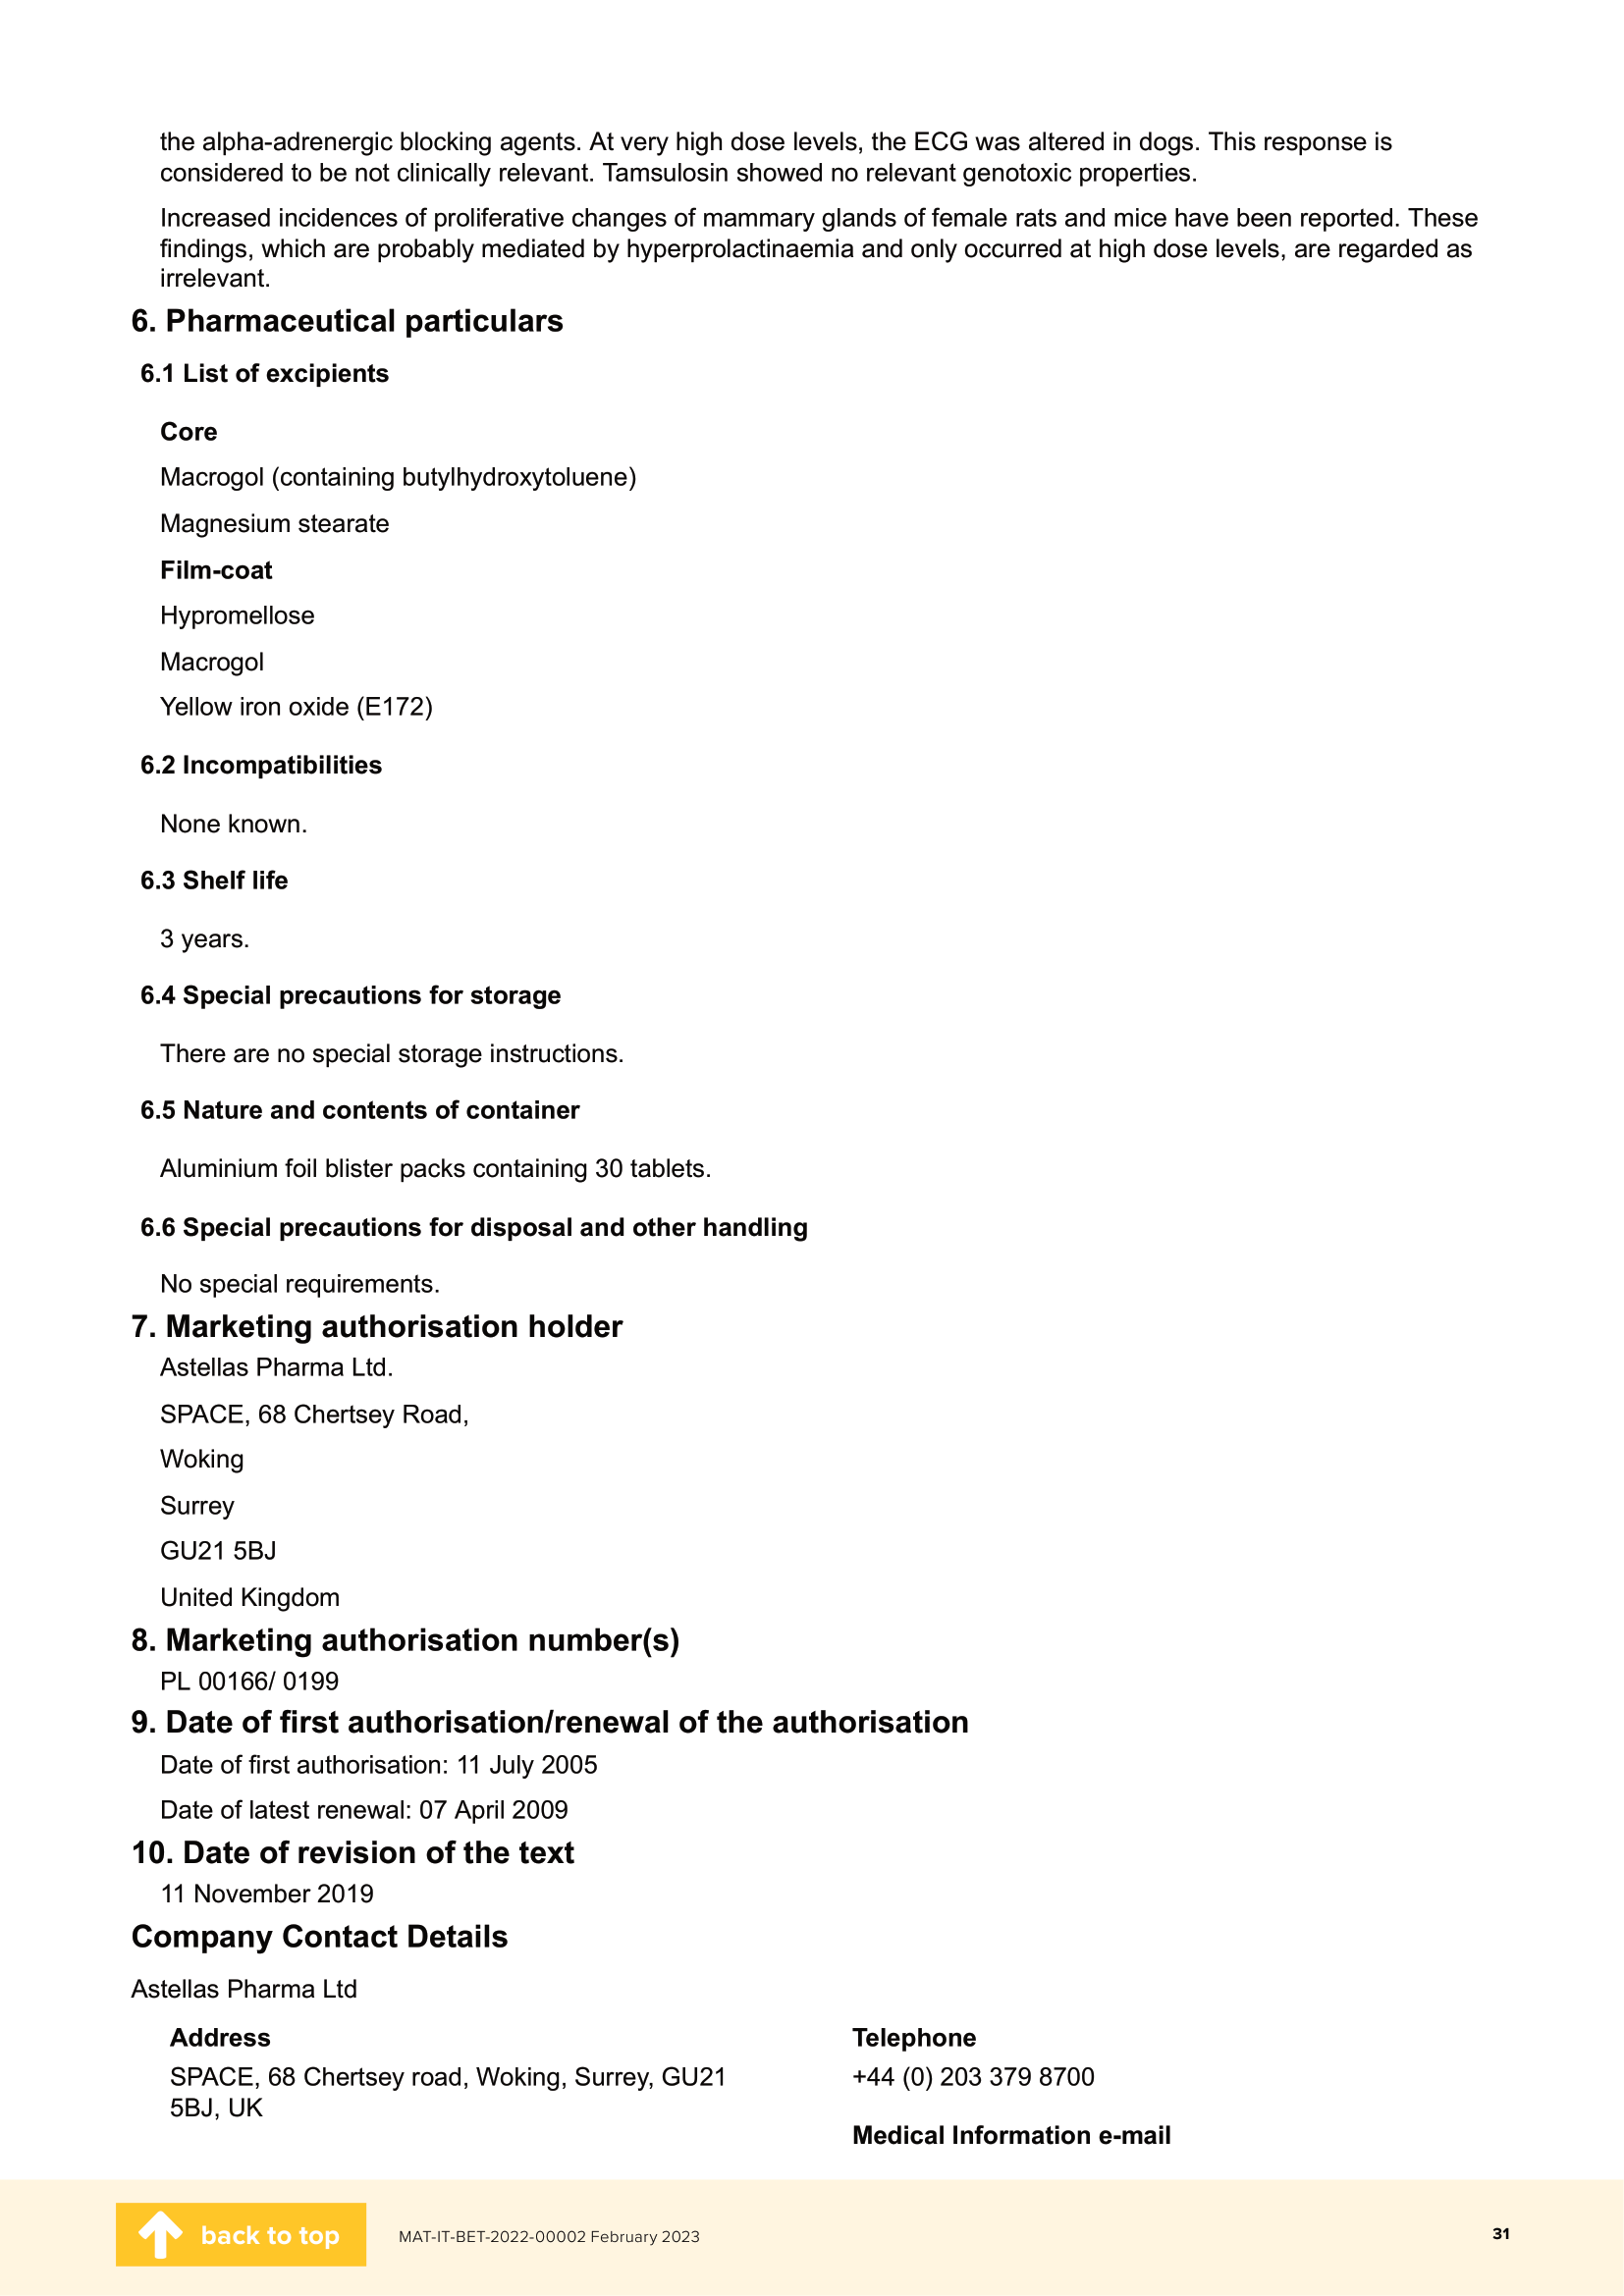 the alpha-adrenergic blocking agents. At very high dose levels, the ECG was altered in dogs. This response is
considered to be not clinically relevant. Tamsulosin showed no relevant genotoxic properties.
Increased incidences of proliferative changes of mammary glands of female rats and mice have been reported. These
findings, which are probably mediated by hyperprolactinaemia and only occurred at high dose levels, are regarded as
irrelevant.
6. Pharmaceutical particulars
6.1 List of excipients
Core
Macrogol (containing butylhydroxytoluene)
Magnesium stearate
Film-coat
Hypromellose
Macrogol
Yellow iron oxide (E172)
6.2 Incompatibilities
None known.
6.3 Shelf life
3 years.
6.4 Special precautions for storage
There are no special storage instructions.
6.5 Nature and contents of container
Aluminium foil blister packs containing 30 tablets.
6.6 Special precautions for disposal and other handling
No special requirements.
7. Marketing authorisation holder
Astellas Pharma Ltd.
SPACE, 68 Chertsey Road,
Woking
Surrey
GU21 5BJ
United Kingdom
8. Marketing authorisation number(s)
PL 00166/ 0199
9. Date of first authorisation/renewal of the authorisation
Date of first authorisation: 11 July 2005
Date of latest renewal: 07 April 2009
10. Date of revision of the text
11 November 2019
Company Contact Details
Astellas Pharma Ltd
Address
SPACE, 68 Chertsey road, Woking, Surrey, GU21
5BJ, UK
Telephone
+44 (0) 203 379 8700
Medical Information e-mail
back to top
MAT-IT-BET-2022-00002 February 2023
31